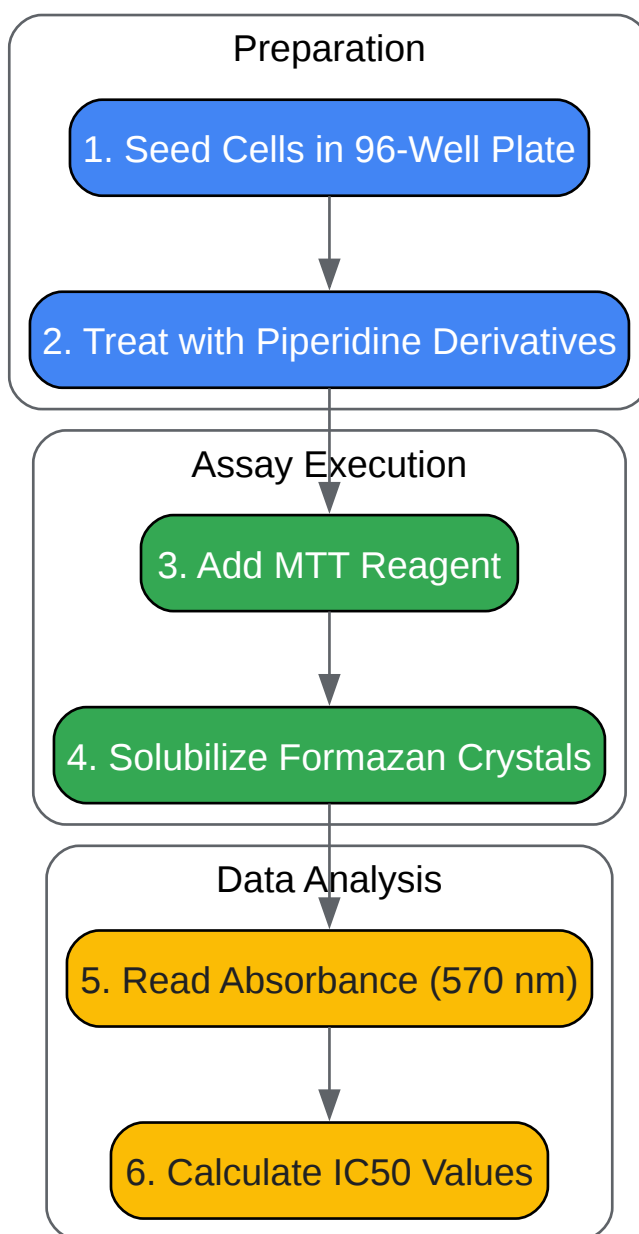 Preparation
1. Seed Cells in 96-Well Plate
2. Treat with Piperidine Derivatives
Assay Execution
3. Add MTT Reagent
4. Solubilize Formazan Crystals
Data Analysis
5. Read Absorbance (570 nm)
6. Calculate IC50 Values